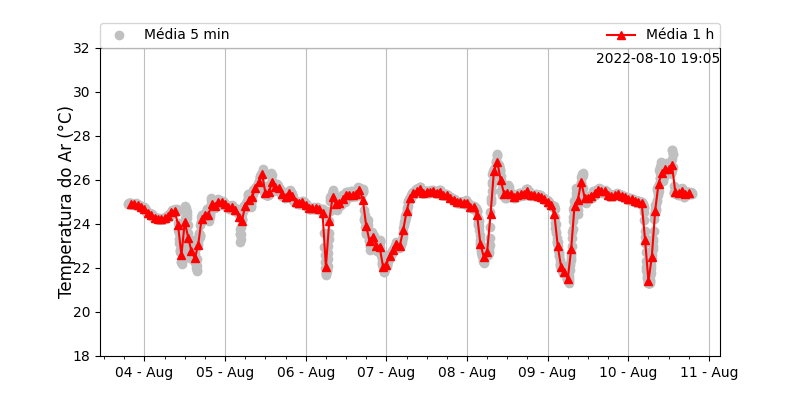 Média 5 min
Média 1 h
2022-08-10 19:05
Temperatura do Ar (°C)
32
30
28
26
24
22
20
18
04 - Aug
05 - Aug
06 - Aug
07 - Aug
08 - Aug
09 - Aug
10 - Aug
11 - Aug